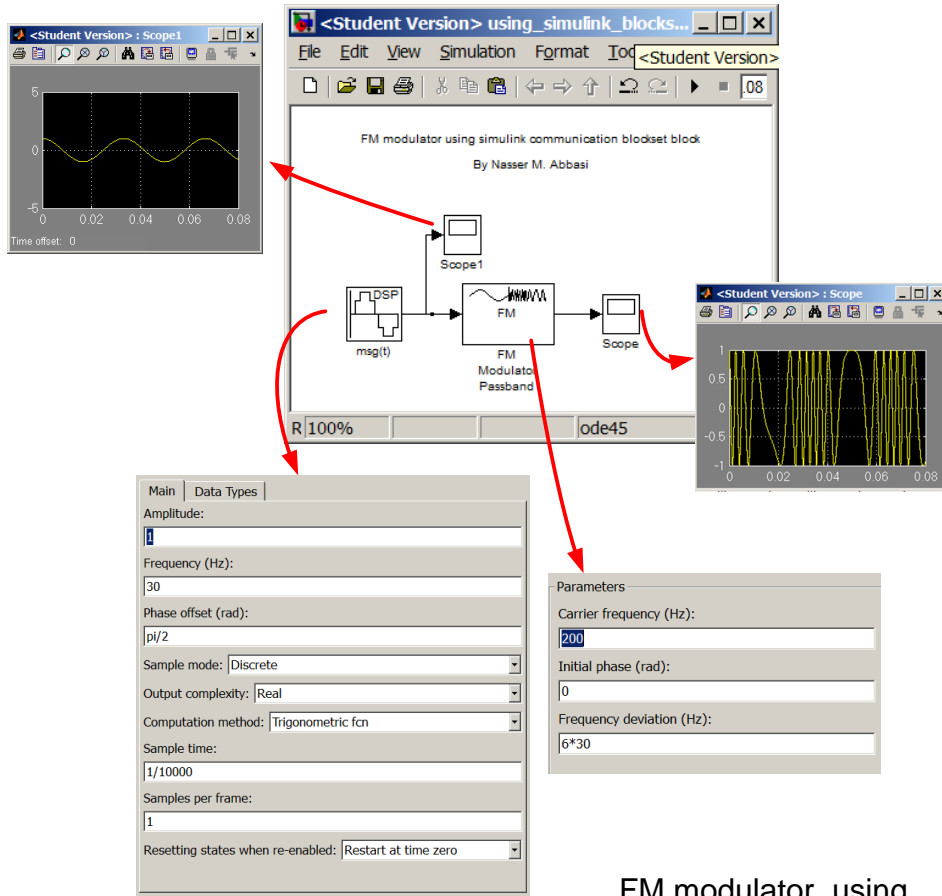 <Student Version> : Scope1
5
0
-5
0 0.02 0.04 0.06 0.08
Time offset: 0
<Student Version> using_simulink_blocks...
File Edit View Simulation Format
<Student Version>
.08
FM modulator using simulink communication blockset block
By Nasser M. Abbasi
Scope1
DSP
msg(t)
FM
FM
Modulator
Passband
Scope
R 100% ode45
<Student Version> : Scope
1
0.5
0
-0.5
-1
0 0.02 0.04 0.06 0.08
Main Data Types
Amplitude:
1
Frequency (Hz):
30
Phase offset (rad):
pi/2
Sample mode: Discrete
Output complexity: Real
Computation method: Trigonometric fcn
Sample time:
1/10000
Samples per frame:
1
Resetting states when re-enabled: Restart at time zero
Parameters
Carrier frequency (Hz):
200
Initial phase (rad):
0
Frequency deviation (Hz):
6*30
FM modulator using